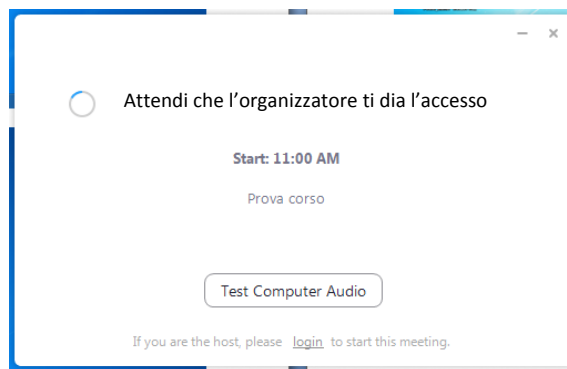 Attendi che l’organizzatore ti dia l’accesso
Start: 11:00 AM
Prova corso
Test Computer Audio
If you are the host, please login to start this meeting.